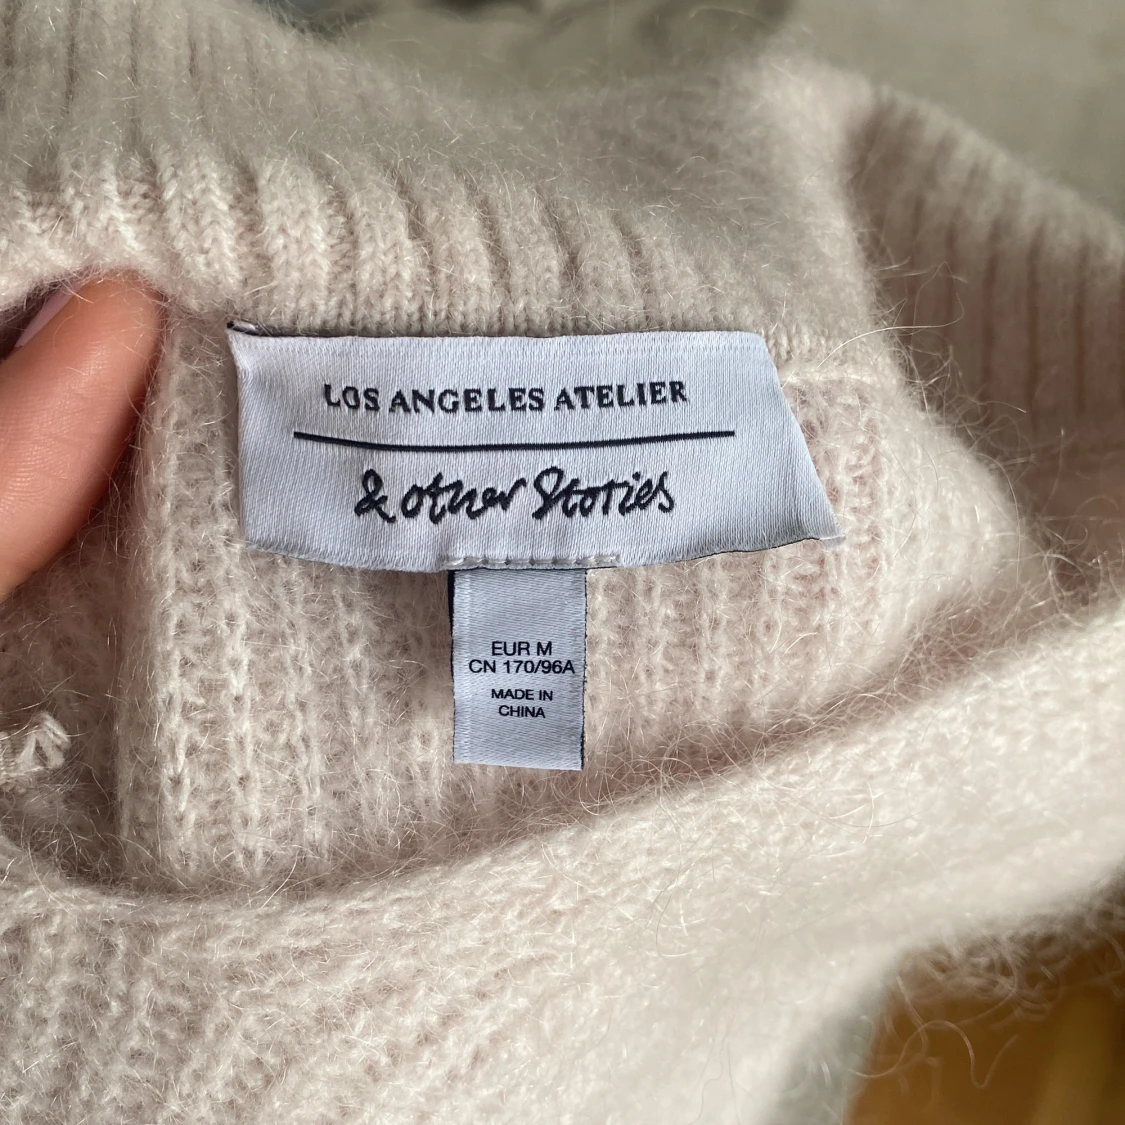 LOS ANGELES ATELIER
& other Stories
EUR M
CN 170/96A
MADE IN
CHINA